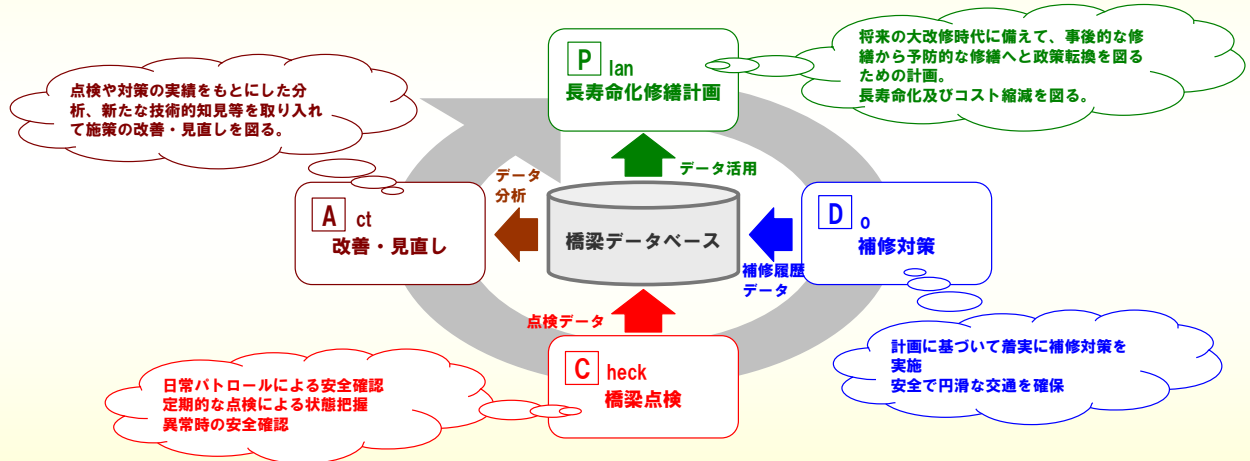 Plan
長寿命化修繕計画
将来の大改修時代に備えて、事後的な修
繕から予防的な修繕へと政策転換を図る
ための計画。
長寿命化及びコスト縮減を図る。
点検や対策の実績をもとにした分
析、新たな技術的知見等を取り入れ
て施策の改善・見直しを図る。
データ活用
データ
分析
Act
改善・見直し
橋梁データベース
Do
補修対策
補修履歴
データ
点検データ
Check
橋梁点検
計画に基づいて着実に補修対策を
実施
安全で円滑な交通を確保
日常パトロールによる安全確認
定期的な点検による状態把握
異常時の安全確認